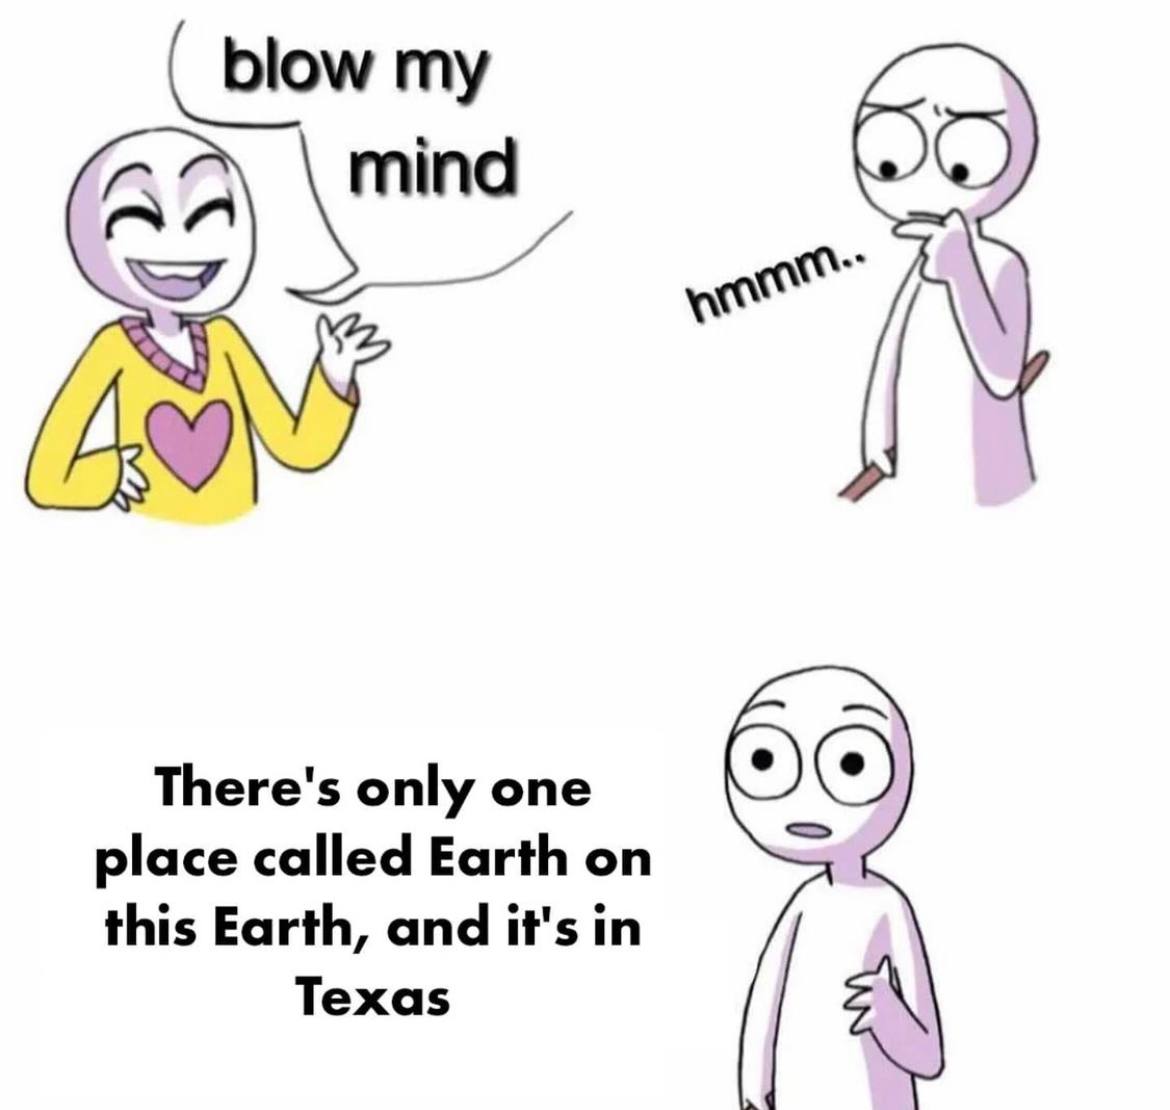 blow my
mind
hmmm..
There's only one
place called Earth on
this Earth, and it's in
Texas